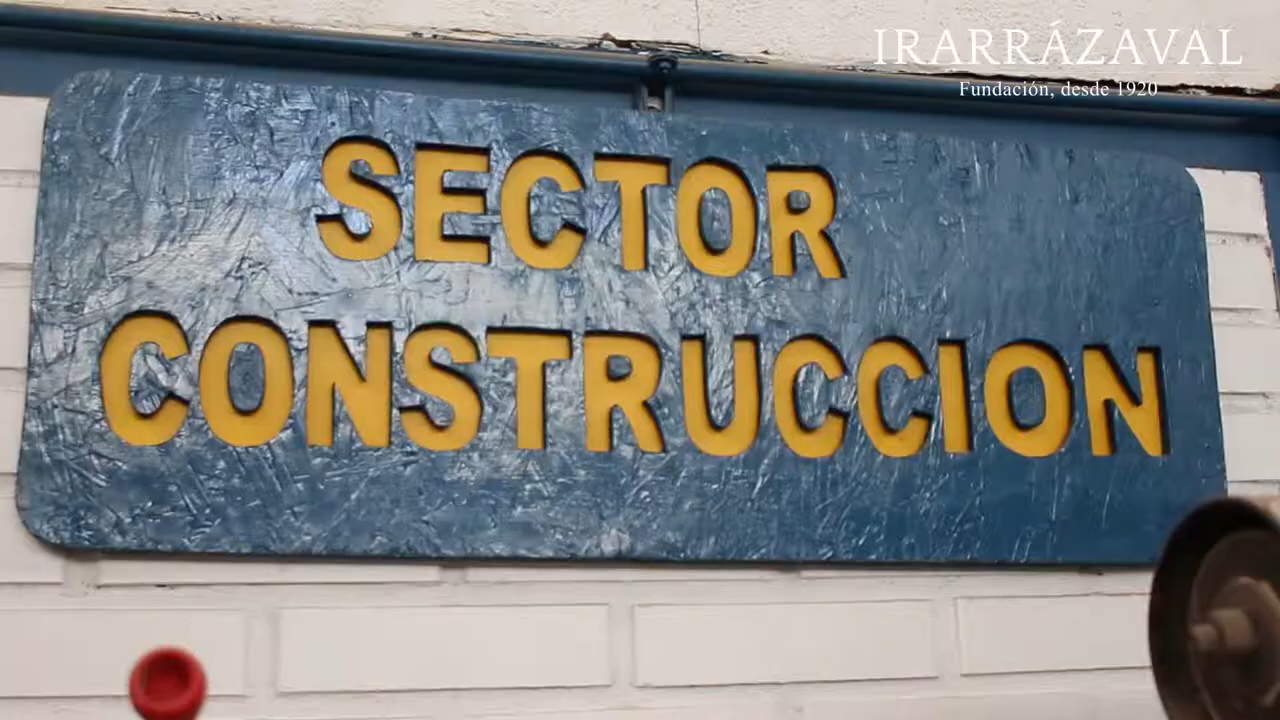 IRARRÁZAVAL
Fundación, desde 1920
SECTOR
CONSTRUCCION